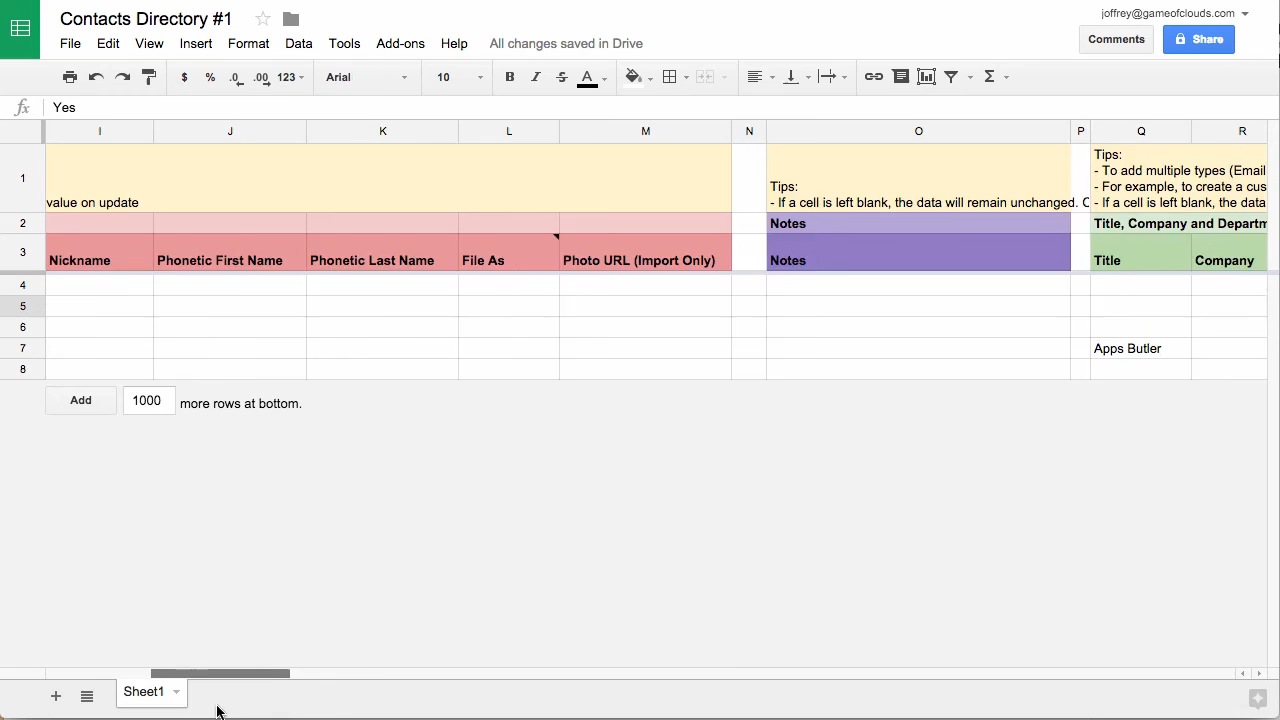 Contacts Directory #1
joffrey@gameofclouds.com
File Edit View Insert Format Data Tools Add-ons Help All changes saved in Drive
Comments Share
$ % .0 .00 123 Arial 10 B I S A Σ
fx Yes
I J K L M N O P Q R
1
value on update
Tips:
- If a cell is left blank, the data will remain unchanged. C
Tips:
- To add multiple types (Email
- For example, to create a cus
- If a cell is left blank, the data
2 Notes Title, Company and Departm
3 Nickname Phonetic First Name Phonetic Last Name File As Photo URL (Import Only) Notes Title Company
4
5
6
7 Apps Butler
8
Add 1000 more rows at bottom.
+ Sheet1